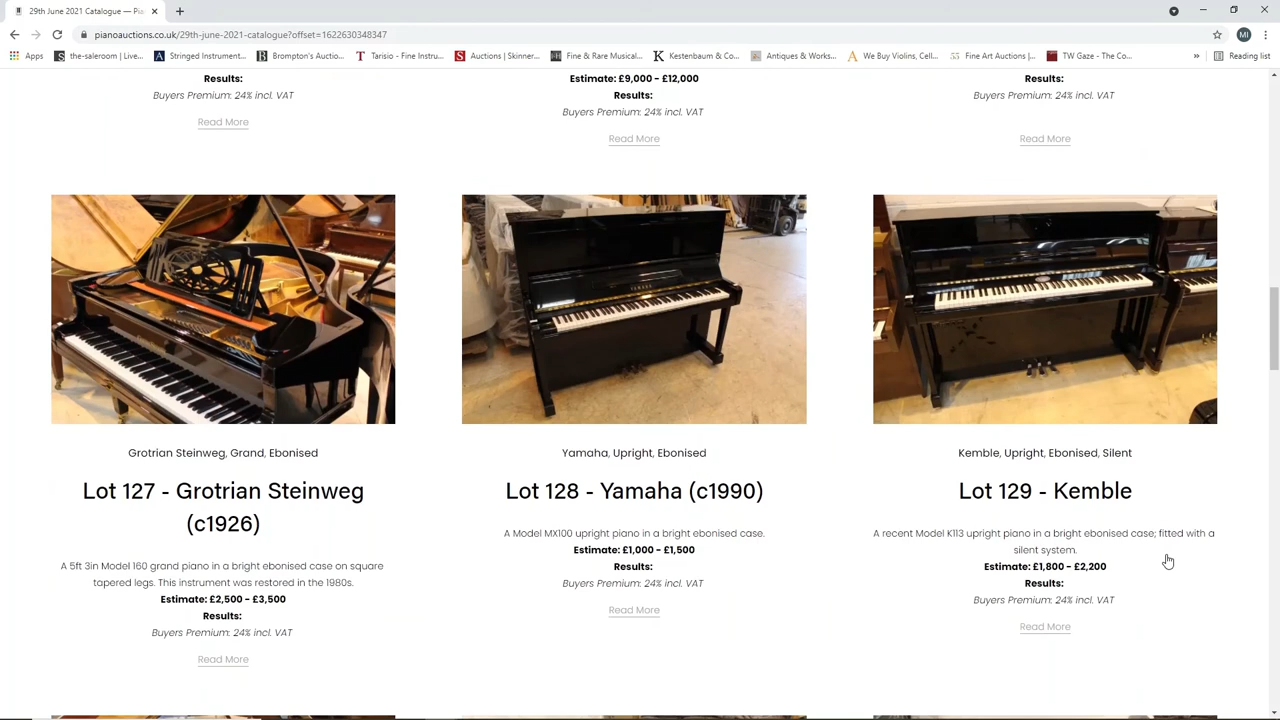 29th June 2021 Catalogue — Pia
pianoauctions.co.uk/29th-june-2021-catalogue?offset=1622630348347
MI
Apps
the-saleroom | Live...
Stringed Instrument...
Brompton's Auctio...
Tarisio - Fine Instru...
Auctions | Skinner...
Fine & Rare Musical...
Kestenbaum & Co...
Antiques & Works...
We Buy Violins, Cell...
Fine Art Auctions |...
TW Gaze - The Co...
»
Reading list
Results:
Buyers Premium: 24% incl. VAT
Read More
Estimate: £9,000 - £12,000
Results:
Buyers Premium: 24% incl. VAT
Read More
Results:
Buyers Premium: 24% incl. VAT
Read More
Grotrian Steinweg, Grand, Ebonised
Lot 127 - Grotrian Steinweg
(c1926)
A 5ft 3in Model 160 grand piano in a bright ebonised case on square
tapered legs. This instrument was restored in the 1980s.
Estimate: £2,500 - £3,500
Results:
Buyers Premium: 24% incl. VAT
Read More
YAMAHA
Yamaha, Upright, Ebonised
Lot 128 - Yamaha (c1990)
A Model MX100 upright piano in a bright ebonised case.
Estimate: £1,000 - £1,500
Results:
Buyers Premium: 24% incl. VAT
Read More
Kemble, Upright, Ebonised, Silent
Lot 129 - Kemble
A recent Model K113 upright piano in a bright ebonised case; fitted with a
silent system.
Estimate: £1,800 - £2,200
Results:
Buyers Premium: 24% incl. VAT
Read More